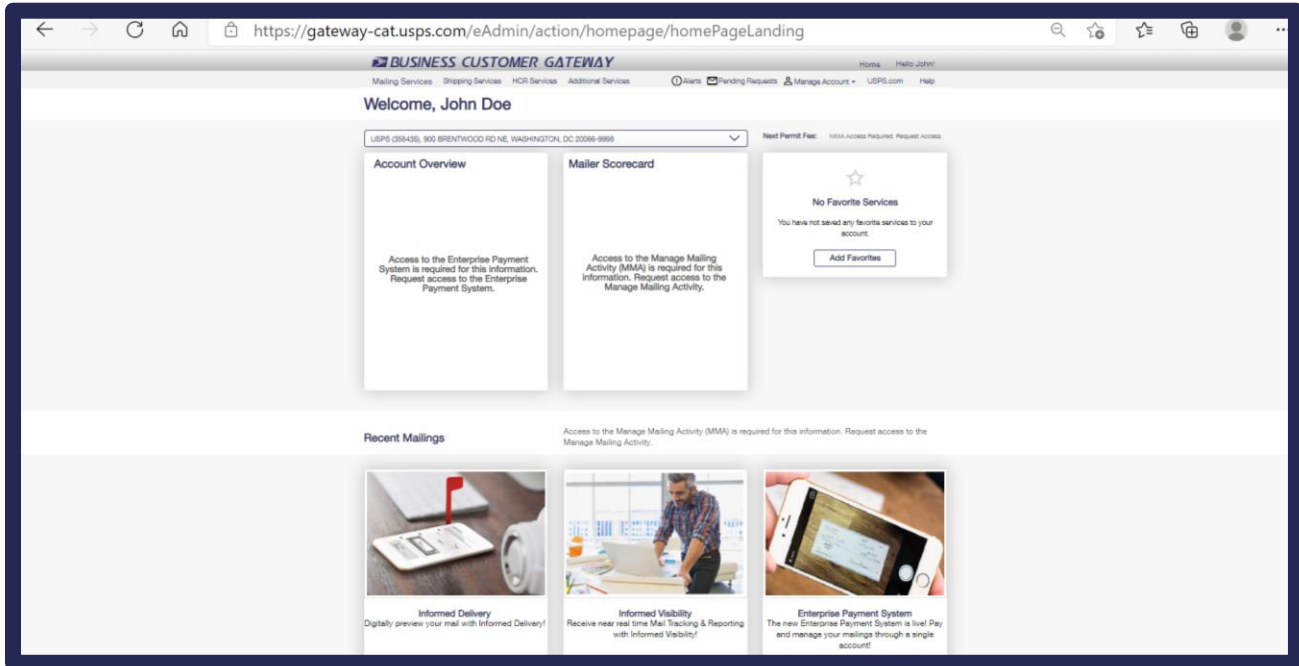 https://gateway-cat.usps.com/eAdmin/action/homepage/homePageLanding
BUSINESS CUSTOMER GATEWAY
Home Hello John!
Mailing Services Shipping Services HCR Services Additional Services Alerts Pending Requests Manage Account USPS.com Help
Welcome, John Doe
USPS (358435), 900 BRENTWOOD RD NE, WASHINGTON, DC 20066-9998
Next Permit Fee: MMA Access Required. Request Access.
Account Overview
Access to the Enterprise Payment
System is required for this information.
Request access to the Enterprise
Payment System.
Mailer Scorecard
Access to the Manage Mailing
Activity (MMA) is required for this
information. Request access to the
Manage Mailing Activity.
No Favorite Services
You have not saved any favorite services to your
account.
Add Favorites
Recent Mailings
Access to the Manage Mailing Activity (MMA) is required for this information. Request access to the
Manage Mailing Activity.
Informed Delivery
Digitally preview your mail with Informed Delivery!
Informed Visibility
Receive near real time Mail Tracking & Reporting
with Informed Visibility!
Enterprise Payment System
The new Enterprise Payment System is live! Pay
and manage your mailings through a single
account!